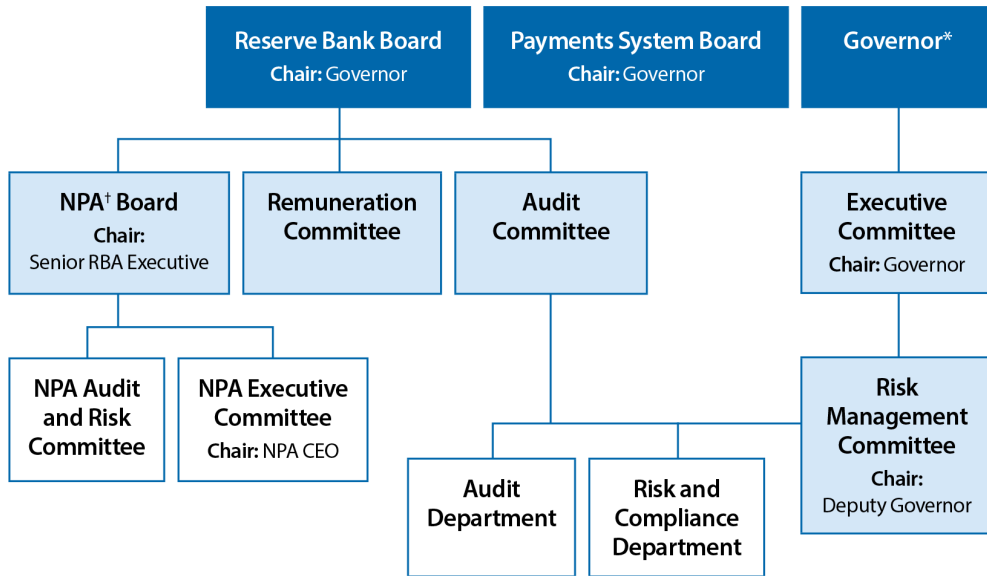 Reserve Bank Board
Chair: Governor
Payments System Board
Chair: Governor
Governor*
NPA† Board
Chair:
Senior RBA Executive
Remuneration
Committee
Audit
Committee
Executive
Committee
Chair: Governor
NPA Audit
and Risk
Committee
NPA Executive
Committee
Chair: NPA CEO
Risk
Management
Committee
Chair:
Deputy Governor
Audit
Department
Risk and
Compliance
Department